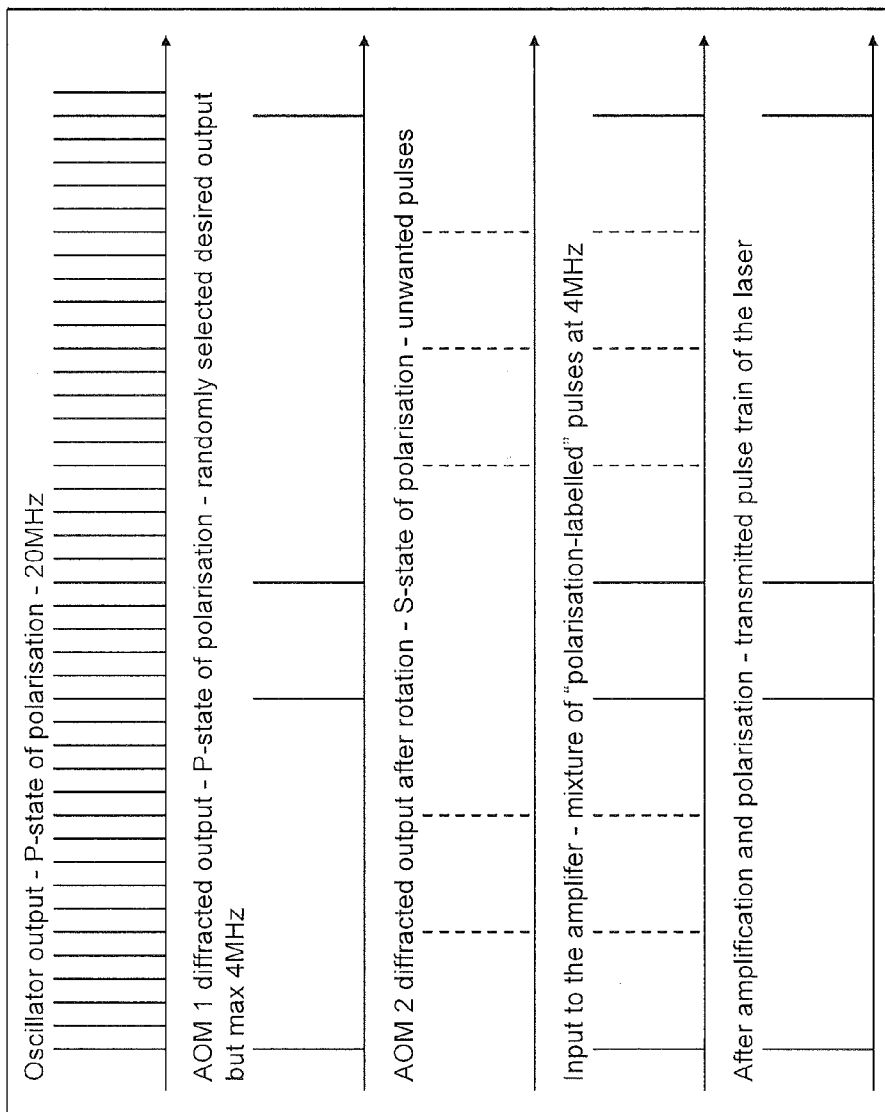 Oscillator output - P-state of polarisation - 20MHz
AOM 1 diffracted output - P-state of polarisation - randomly selected desired output
but max 4MHz
AOM 2 diffracted output after rotation - S-state of polarisation - unwanted pulses
Input to the amplifer - mixture of "polarisation-labelled" pulses at 4MHz
After amplification and polarisation - transmitted pulse train of the laser